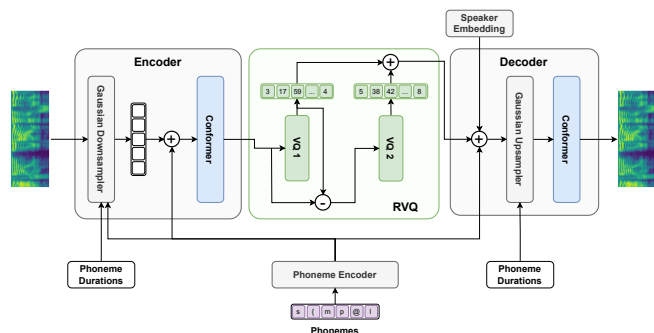 Speaker
Embedding
Encoder
Decoder
Gaussian Downsampler
Conformer
3 17 59 ... 4
5 38 42 ... 8
VQ 1
VQ 2
+
+
-
+
Gaussian Upsampler
Conformer
RVQ
Phoneme
Durations
Phoneme Encoder
Phoneme
Durations
s ( m p @ l
Phonemes